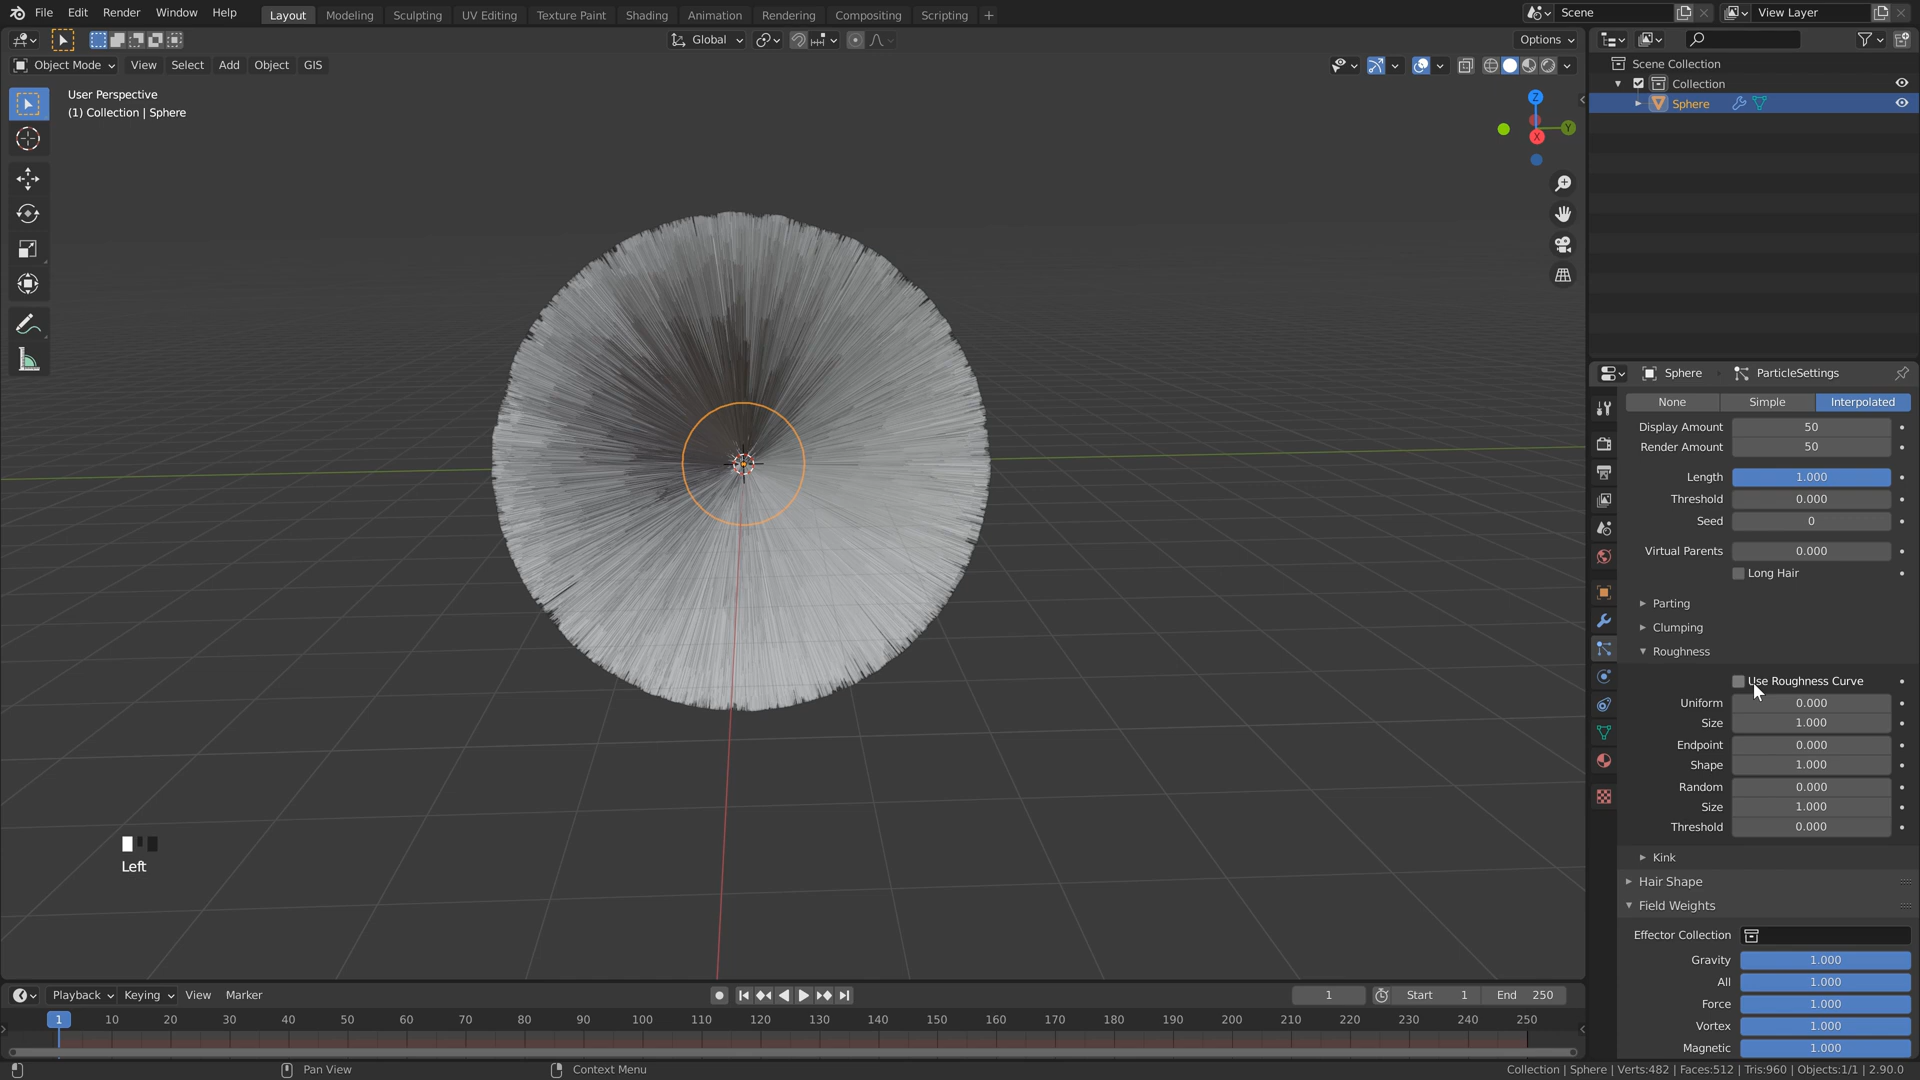 File Edit Render Window Help Layout Modeling Sculpting UV Editing Texture Paint Shading Animation Rendering Compositing Scripting + Scene View Layer
Global Options
Object Mode View Select Add Object GIS
User Perspective
(1) Collection | Sphere
Z
Y
X
Scene Collection
Collection
Sphere
Sphere ParticleSettings
None Simple Interpolated
Display Amount 50
Render Amount 50
Length 1.000
Threshold 0.000
Seed 0
Virtual Parents 0.000
Long Hair
Parting
Clumping
Roughness
Use Roughness Curve
Uniform 0.000
Size 1.000
Endpoint 0.000
Shape 1.000
Random 0.000
Size 1.000
Threshold 0.000
Kink
Hair Shape
Field Weights
Effector Collection
Gravity 1.000
All 1.000
Force 1.000
Vortex 1.000
Magnetic 1.000
Left
Playback Keying View Marker 1 Start 1 End 250
1 10 20 30 40 50 60 70 80 90 100 110 120 130 140 150 160 170 180 190 200 210 220 230 240 250
Pan View Context Menu Collection | Sphere | Verts:482 | Faces:512 | Tris:960 | Objects:1/1 | 2.90.0